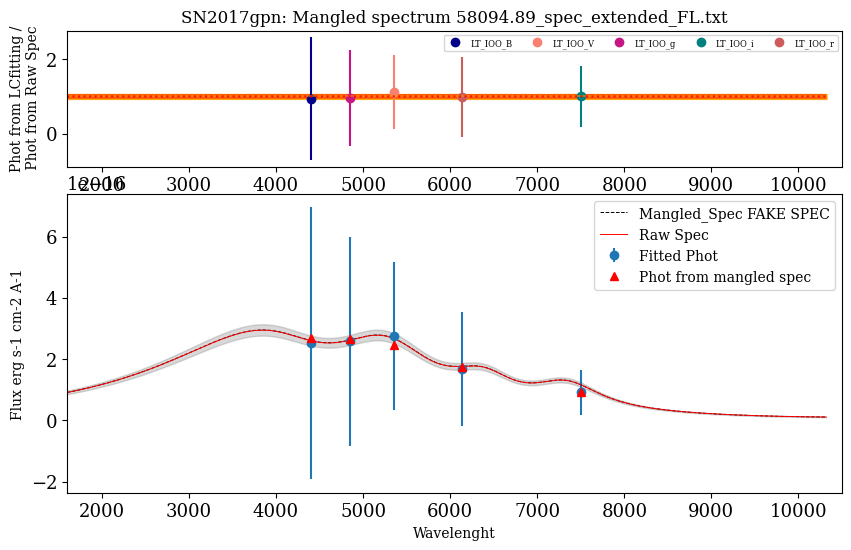 SN2017gpn: Mangled spectrum 58094.89_spec_extended_FL.txt
Phot from LCfitting /
Phot from Raw Spec
2
0
LT_IOO_B
LT_IOO_V
LT_IOO_g
LT_IOO_i
LT_IOO_r
2000 3000 4000 5000 6000 7000 8000 9000 10000
1e−16
Flux erg s-1 cm-2 A-1
6
4
2
0
−2
Mangled_Spec FAKE SPEC
Raw Spec
Fitted Phot
Phot from mangled spec
2000 3000 4000 5000 6000 7000 8000 9000 10000
Wavelenght